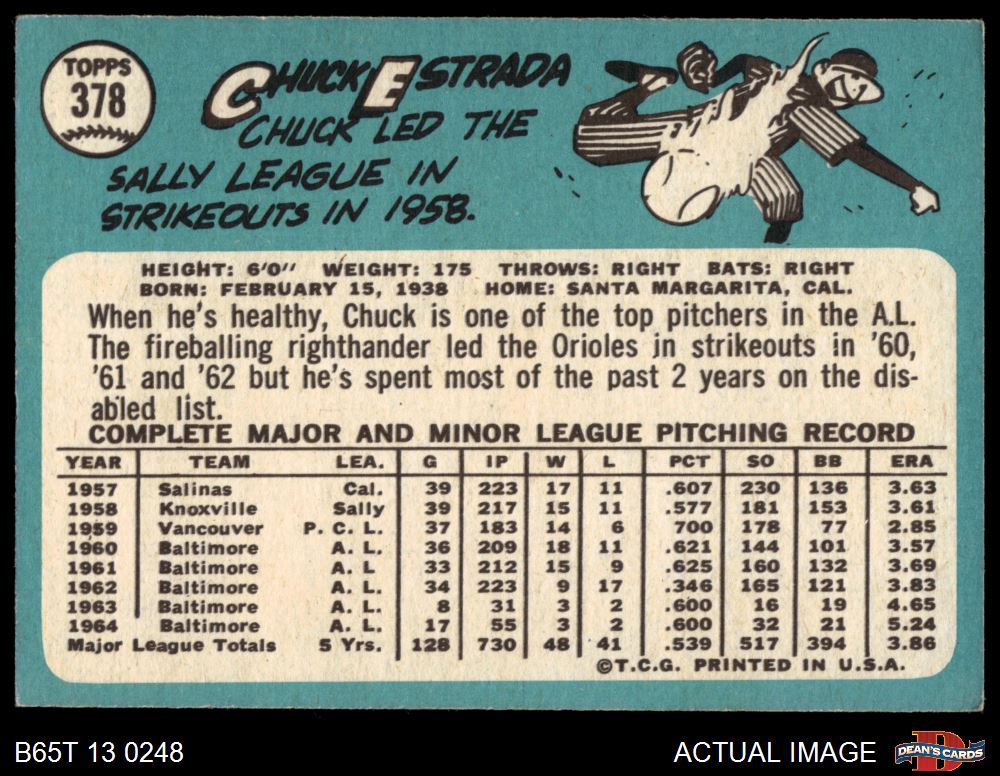 TOPPS
378
CHUCK ESTRADA
CHUCK LED THE
SALLY LEAGUE IN
STRIKEOUTS IN 1958.
HEIGHT: 6'0" WEIGHT: 175 THROWS: RIGHT BATS: RIGHT
BORN: FEBRUARY 15, 1938 HOME: SANTA MARGARITA, CAL.
When he's healthy, Chuck is one of the top pitchers in the A.L.
The fireballing righthander led the Orioles in strikeouts in '60,
'61 and '62 but he's spent most of the past 2 years on the dis-
abled list.
COMPLETE MAJOR AND MINOR LEAGUE PITCHING RECORD
YEAR TEAM LEA. G IP W L PCT SO BB ERA
1957 Salinas Cal. 39 223 17 11 .607 230 136 3.63
1958 Knoxville Sally 39 217 15 11 .577 181 153 3.61
1959 Vancouver P. C. L. 37 183 14 6 700 178 77 2.85
1960 Baltimore A. L. 36 209 18 11 .621 144 101 3.57
1961 Baltimore A. L 33 212 15 9 .625 160 132 3.69
1962 Baltimore A. L. 34 223 9 17 .346 165 121 3.83
1963 Baltimore A. L. 8 31 3 2 .600 16 19 4.65
1964 Baltimore A. L. 17 55 3 2 .600 32 21 5.24
Major League Totals 5 Yrs. 128 730 48 41 .539 517 394 3.86
©T.C.G. PRINTED IN U.S.A.
B65T 13 0248 ACTUAL IMAGE DEAN'S CARDS